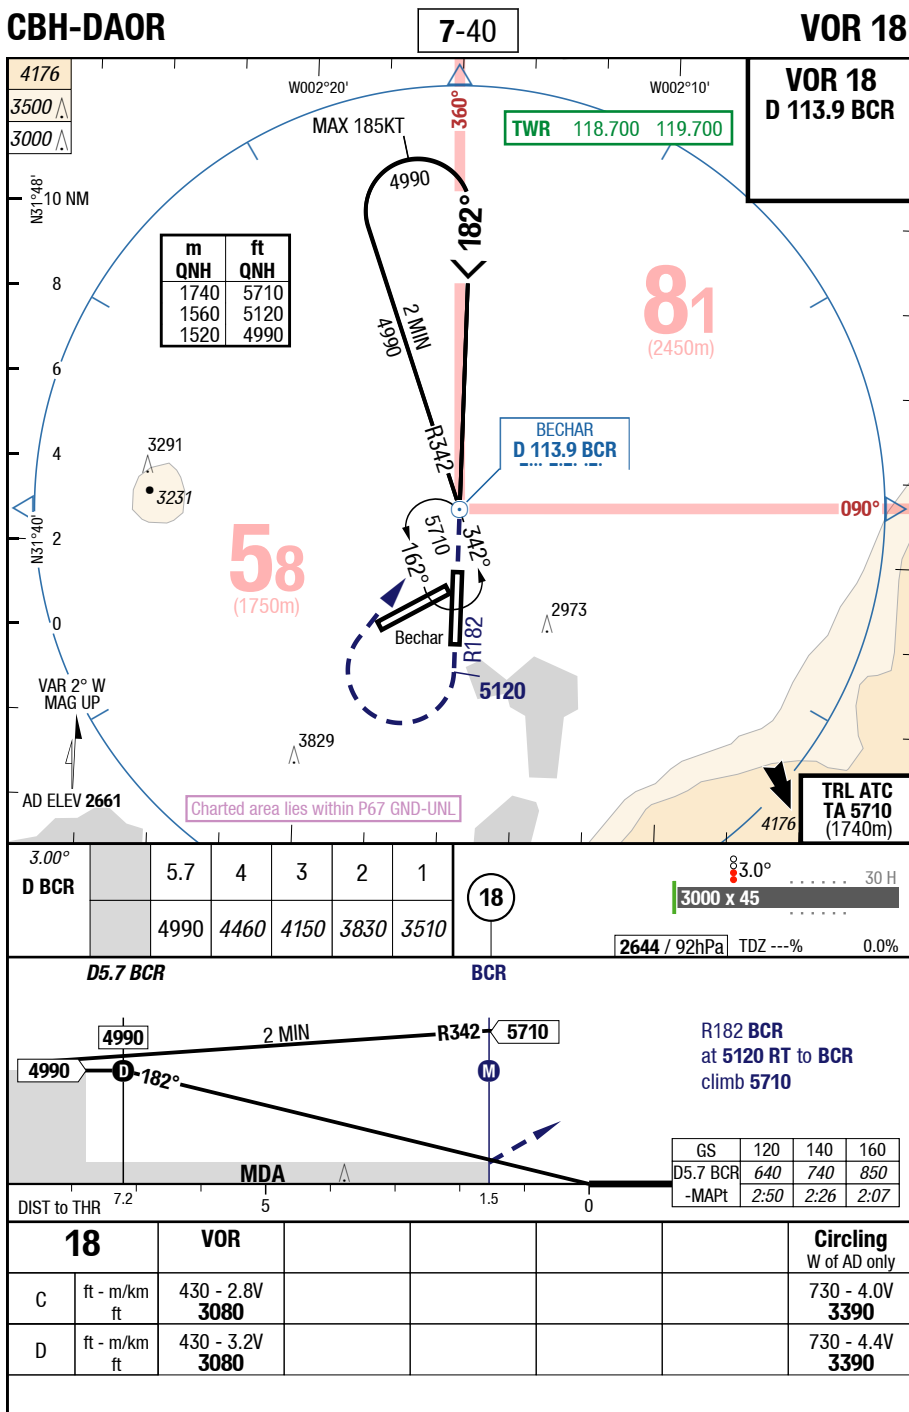 CBH-DAOR
7-40
VOR 18
4176
3500
3000
W002°20'
W002°10'
360°
VOR 18
D 113.9 BCR
TWR 118.700 119.700
MAX 185KT
4990
N31°48'
10 NM
182°
m ft
QNH QNH
1740 5710
1560 5120
1520 4990
8
81
(2450m)
2 MIN
4990
6
R342
BECHAR
D 113.9 BCR
4
3291
3231
090°
N31°40'
2
5710
342°
162°
58
(1750m)
0
2973
Bechar
R182
5120
VAR 2° W
MAG UP
3829
AD ELEV 2661
Charted area lies within P67 GND-UNL
4176
TRL ATC
TA 5710
(1740m)
3.00°
D BCR
5.7 4 3 2 1
4990 4460 4150 3830 3510
18
3.0°
30 H
3000 x 45
2644 / 92hPa TDZ ---% 0.0%
D5.7 BCR
BCR
4990
2 MIN
R342
5710
4990
D
182°
M
R182 BCR
at 5120 RT to BCR
climb 5710
MDA
GS 120 140 160
D5.7 BCR 640 740 850
-MAPt 2:50 2:26 2:07
DIST to THR 7.2 5 1.5 0
18 VOR Circling
W of AD only
C ft - m/km 430 - 2.8V 730 - 4.0V
ft 3080 3390
D ft - m/km 430 - 3.2V 730 - 4.4V
ft 3080 3390